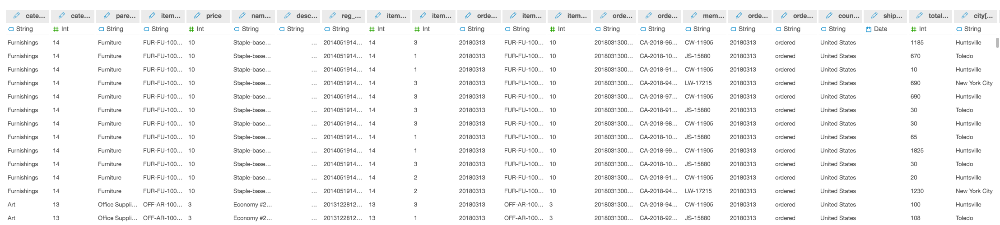 cate... cate... pare... item... price nam... desc... reg_... item... item... orde... item... item... orde... orde... mem... orde... orde... coun... ship... total... city[...
String Int String String Int String String String Int Int String String Int String String String String String String Date Int String
Furnishings 14 Furniture FUR-FU-100... 10 Staple-base... ... 2014051914... 14 3 20180313 FUR-FU-100... 10 2018031300... CA-2018-96... CW-11905 20180313 ordered United States 1185 Huntsville
Furnishings 14 Furniture FUR-FU-100... 10 Staple-base... ... 2014051914... 14 1 20180313 FUR-FU-100... 10 2018031300... CA-2018-10... JS-15880 20180313 ordered United States 670 Toledo
Furnishings 14 Furniture FUR-FU-100... 10 Staple-base... ... 2014051914... 14 1 20180313 FUR-FU-100... 10 2018031300... CA-2018-91... CW-11905 20180313 ordered United States 10 Huntsville
Furnishings 14 Furniture FUR-FU-100... 10 Staple-base... ... 2014051914... 14 3 20180313 FUR-FU-100... 10 2018031300... CA-2018-94... LW-17215 20180313 ordered United States 690 New York City
Furnishings 14 Furniture FUR-FU-100... 10 Staple-base... ... 2014051914... 14 3 20180313 FUR-FU-100... 10 2018031300... CA-2018-97... CW-11905 20180313 ordered United States 690 Huntsville
Furnishings 14 Furniture FUR-FU-100... 10 Staple-base... ... 2014051914... 14 3 20180313 FUR-FU-100... 10 2018031300... CA-2018-91... JS-15880 20180313 ordered United States 30 Toledo
Furnishings 14 Furniture FUR-FU-100... 10 Staple-base... ... 2014051914... 14 3 20180313 FUR-FU-100... 10 2018031300... CA-2018-98... CW-11905 20180313 ordered United States 30 Huntsville
Furnishings 14 Furniture FUR-FU-100... 10 Staple-base... ... 2014051914... 14 1 20180313 FUR-FU-100... 10 2018031300... CA-2018-10... JS-15880 20180313 ordered United States 65 Toledo
Furnishings 14 Furniture FUR-FU-100... 10 Staple-base... ... 2014051914... 14 1 20180313 FUR-FU-100... 10 2018031300... CA-2018-99... CW-11905 20180313 ordered United States 1825 Huntsville
Furnishings 14 Furniture FUR-FU-100... 10 Staple-base... ... 2014051914... 14 3 20180313 FUR-FU-100... 10 2018031300... CA-2018-10... JS-15880 20180313 ordered United States 30 Toledo
Furnishings 14 Furniture FUR-FU-100... 10 Staple-base... ... 2014051914... 14 2 20180313 FUR-FU-100... 10 2018031300... CA-2018-91... CW-11905 20180313 ordered United States 20 Huntsville
Furnishings 14 Furniture FUR-FU-100... 10 Staple-base... ... 2014051914... 14 2 20180313 FUR-FU-100... 10 2018031300... CA-2018-94... LW-17215 20180313 ordered United States 1230 New York City
Art 13 Office Suppli... OFF-AR-100... 3 Economy #2... ... 2013122812... 13 3 20180313 OFF-AR-100... 3 2018031300... CA-2018-94... CW-11905 20180313 ordered United States 100 Huntsville
Art 13 Office Suppli... OFF-AR-100... 3 Economy #2... ... 2013122812... 13 1 20180313 OFF-AR-100... 3 2018031300... CA-2018-92... JS-15880 20180313 ordered United States 108 Toledo